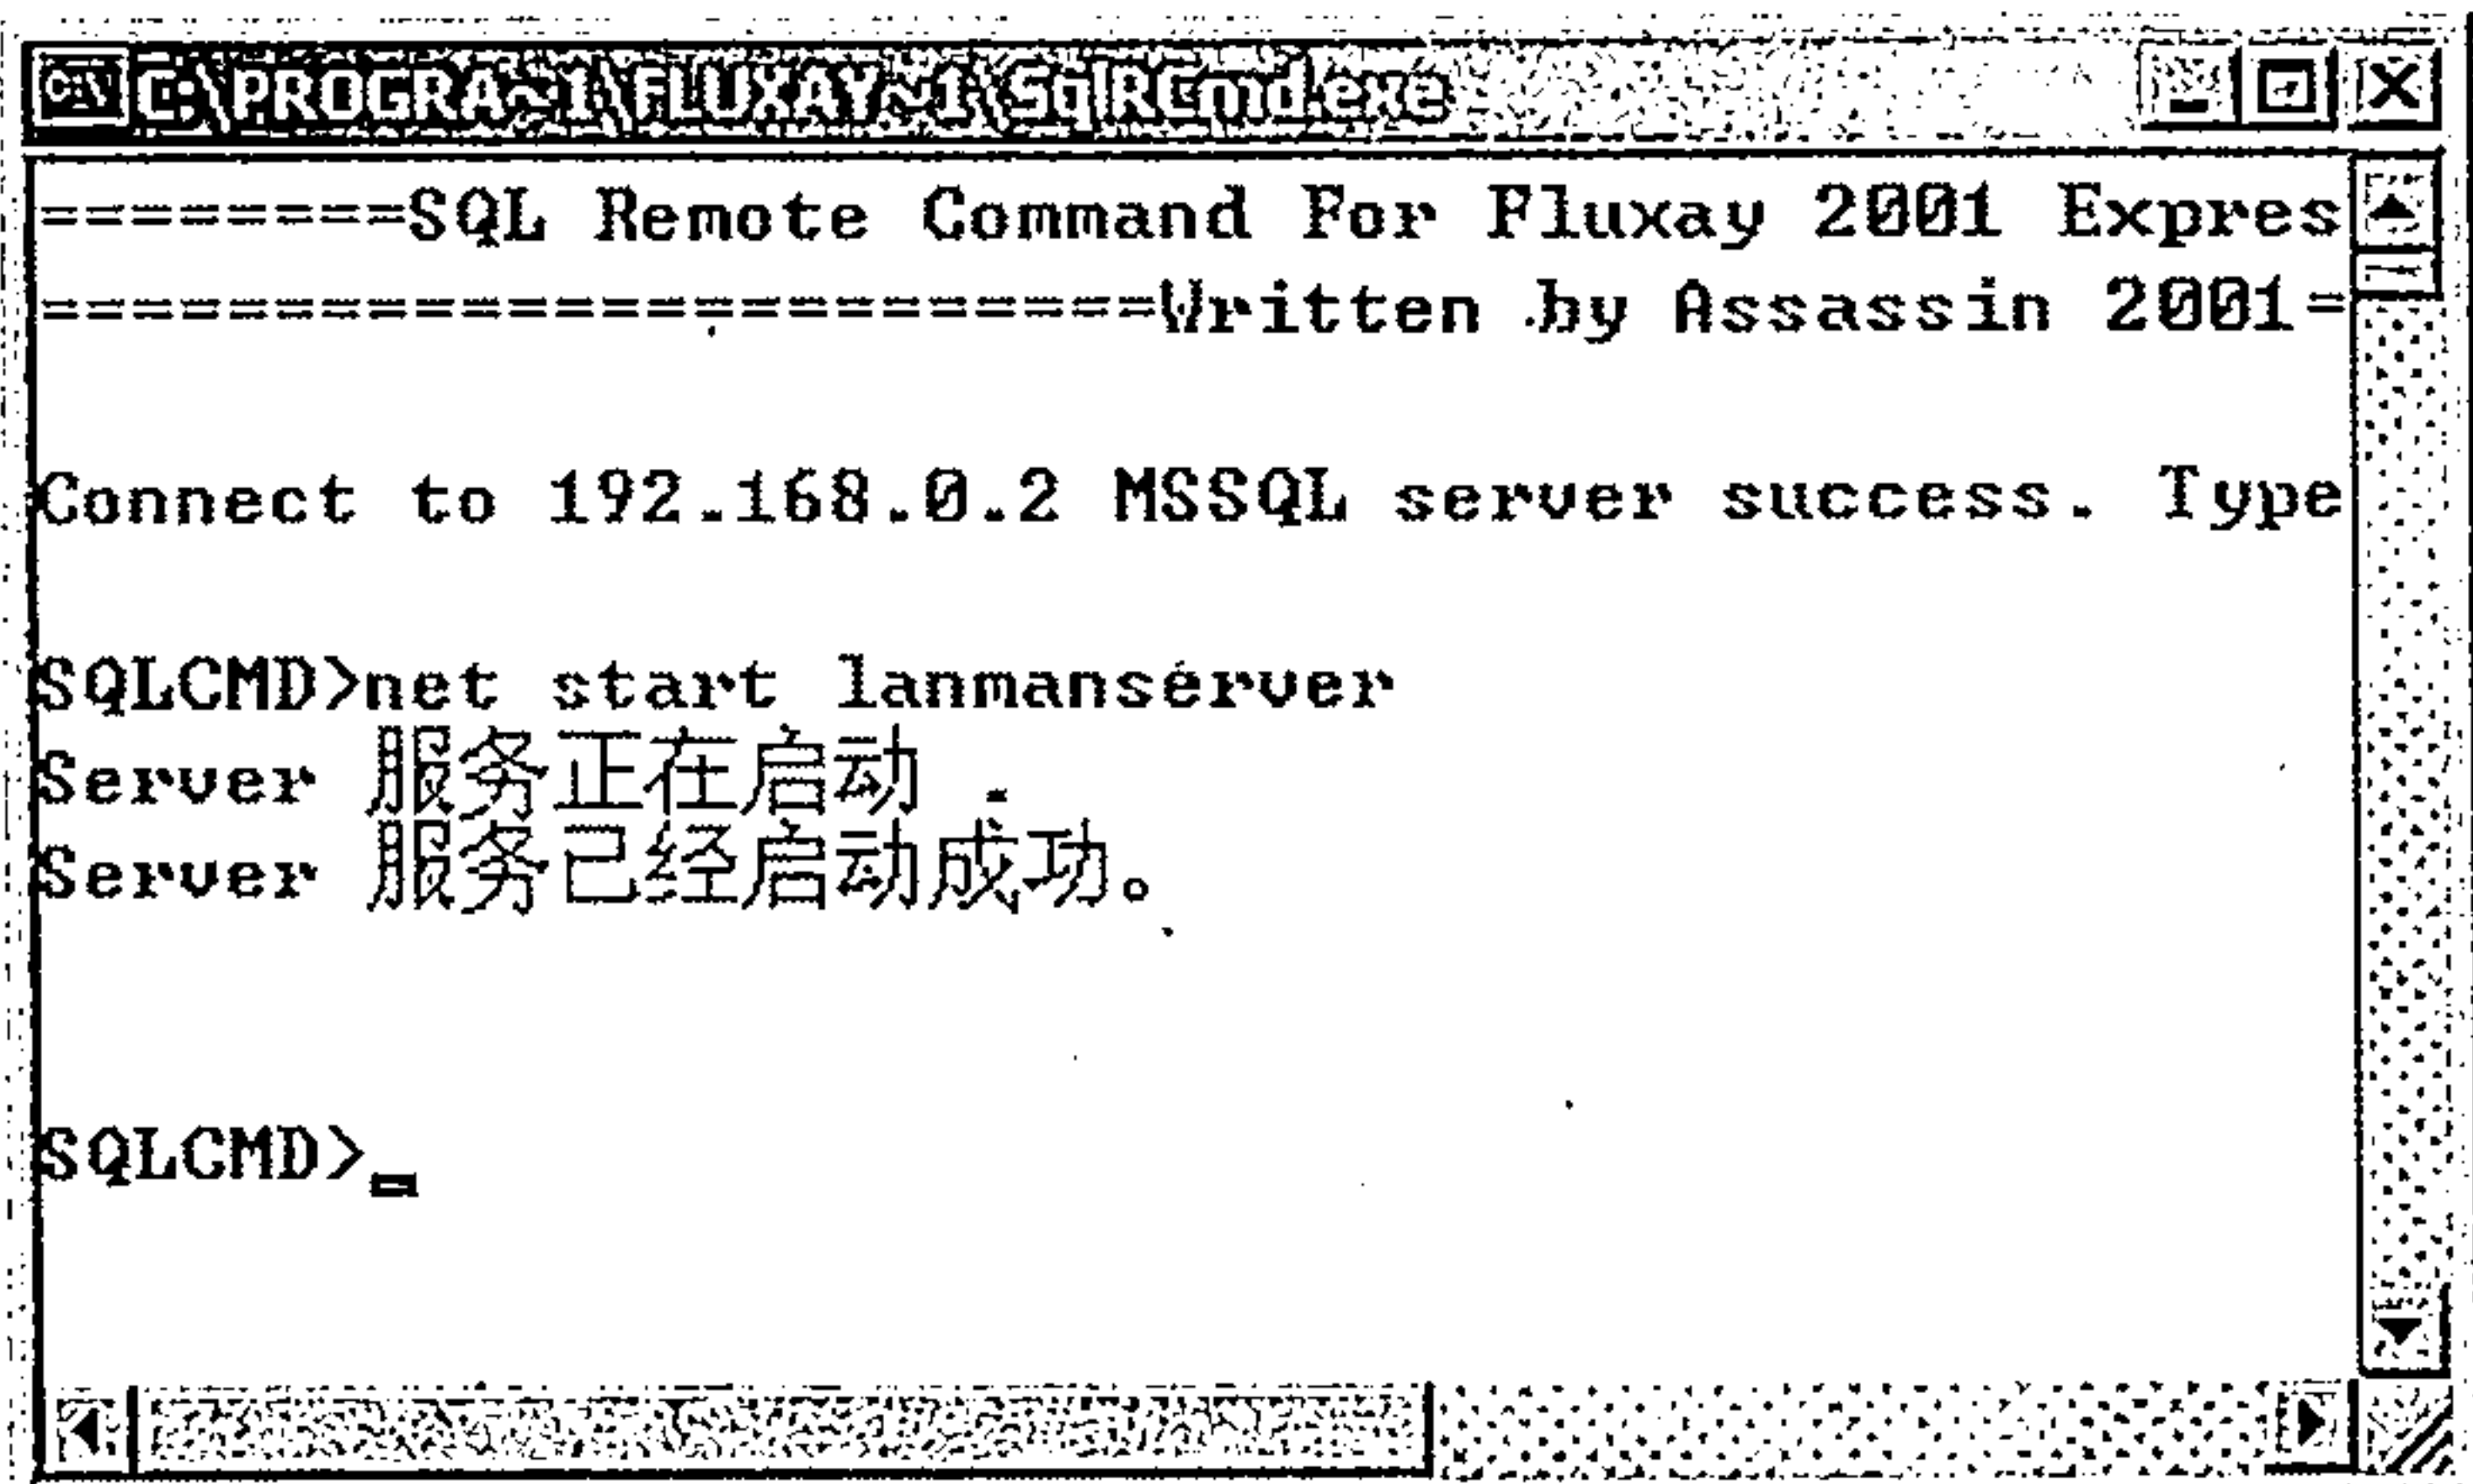 C:\PROGRA~1\FLUXAY~1\SqlRCmd.exe
========SQL Remote Command For Fluxay 2001 Expres
========================Written by Assassin 2001=
Connect to 192.168.0.2 MSSQL server success. Type
SQLCMD>net start lanmanserver
Server 服务正在启动 .
Server 服务已经启动成功。
SQLCMD>_